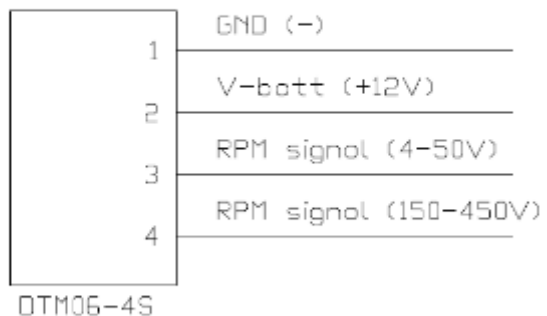 1 GND (-)
2 V-batt (+12V)
3 RPM signal (4-50V)
4 RPM signal (150-450V)
DTM06-4S